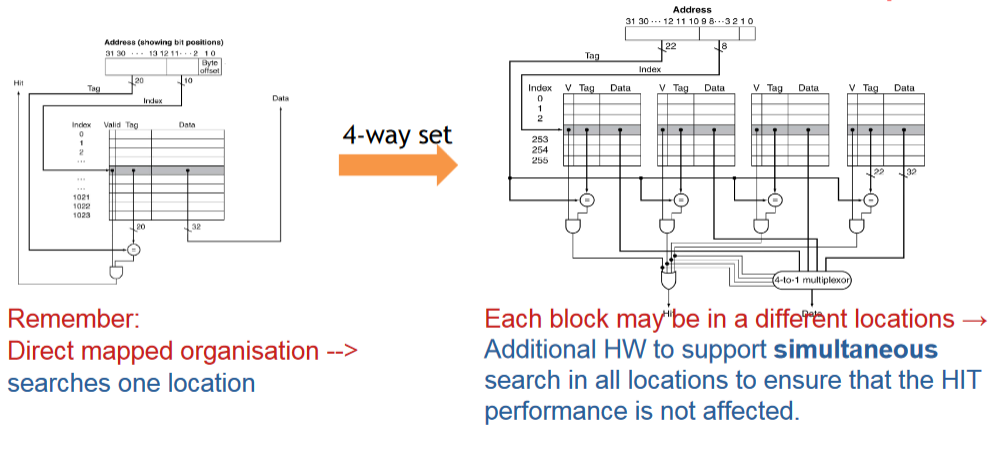 Address (showing bit positions)
31 30 ··· 13 12 11 ··· 2 1 0
Byte offset
20
10
Hit
Tag
Index
Data
Index Valid Tag Data
0
1
2
...
...
...
1021
1022
1023
20
32
=
4-way set
Address
31 30 ··· 12 11 10 9 8 ··· 3 2 1 0
22
8
Tag
Index
Index V Tag Data V Tag Data V Tag Data V Tag Data
0
1
2
253
254
255
22
32
= = = =
4-to-1 multiplexor
Hit
Data
Remember:
Direct mapped organisation -->
searches one location
Each block may be in a different locations →
Additional HW to support simultaneous
search in all locations to ensure that the HIT
performance is not affected.